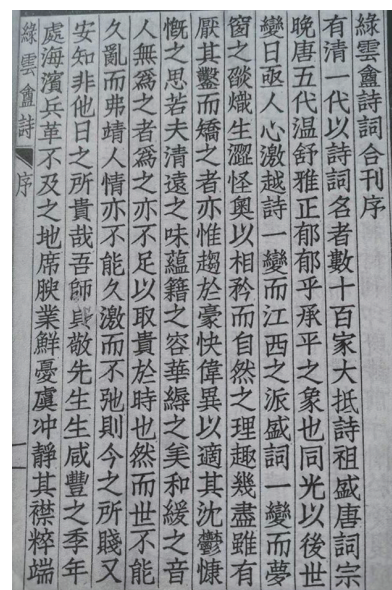 綠雲盦詩詞合刊序
有清一代以詩詞名者數十百家大抵詩祖盛唐詞宗
晚唐五代温舒雅正郁郁乎承平之象也同光以後世
變日亟人心激越詩一變而江西之派盛詞一變而夢
窗之燄熾生澀怪奧以相矜而自然之理趣幾盡雖有
厭其鑿而矯之者亦惟趨於豪快偉異以適其沈鬱慷
慨之思若夫清遠之味蘊籍之容華縟之美和緩之音
人無爲之者爲之亦不足以取貴於時也然而世不能
久亂而弗靖人情亦不能久激而不弛則今之所賤又
安知非他日之所貴哉吾師敬先生生咸豐之季年
處海濱兵革不及之地席腴業鮮憂虞冲靜其襟粹端
綠雲盦詩 序 一